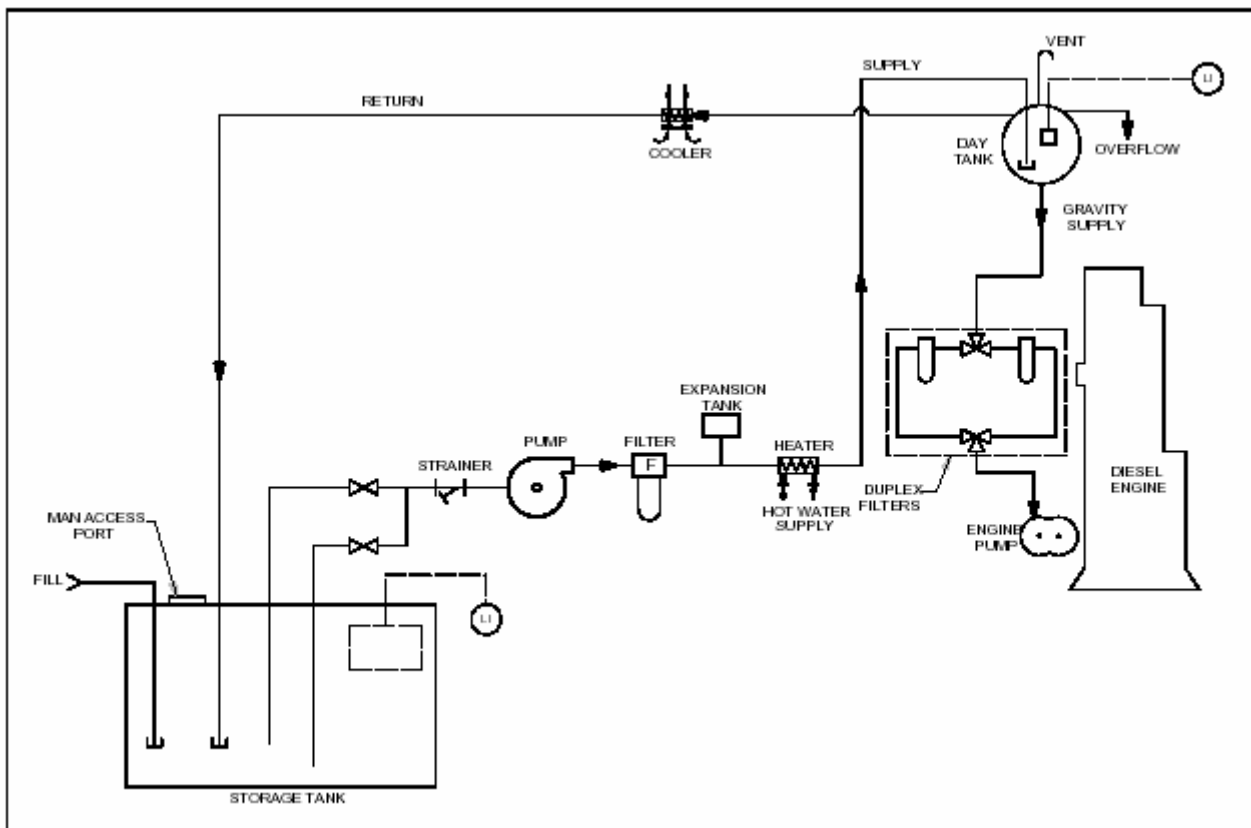 VENT
SUPPLY
LI
RETURN
COOLER
DAY
TANK
OVERFLOW
GRAVITY
SUPPLY
EXPANSION
TANK
PUMP
FILTER
F
HEATER
STRAINER
HOT WATER
SUPPLY
DUPLEX
FILTERS
DIESEL
ENGINE
ENGINE
PUMP
MAN ACCESS
PORT
FILL
LI
STORAGE TANK